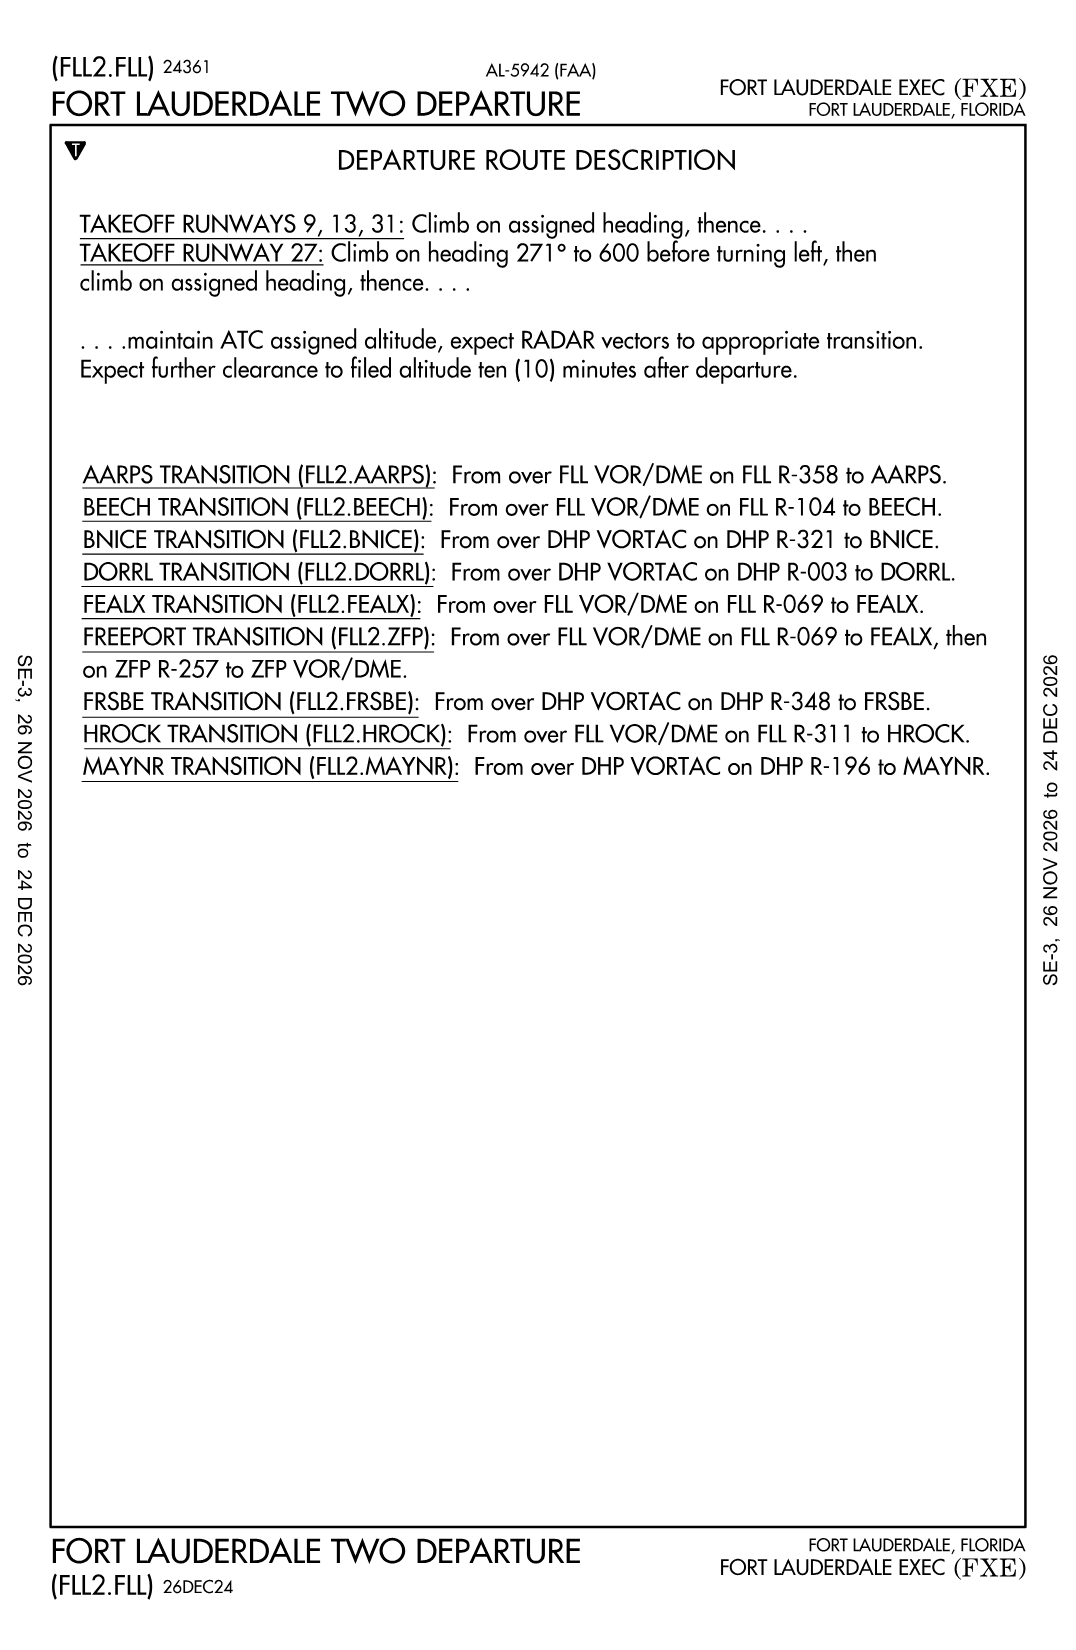 (FLL2.FLL) 24361
AL-5942 (FAA)
FORT LAUDERDALE EXEC (FXE)
FORT LAUDERDALE TWO DEPARTURE
FORT LAUDERDALE, FLORIDA
T
DEPARTURE ROUTE DESCRIPTION
TAKEOFF RUNWAYS 9, 13, 31: Climb on assigned heading, thence. . . .
TAKEOFF RUNWAY 27: Climb on heading 271° to 600 before turning left, then
climb on assigned heading, thence. . . .
. . . .maintain ATC assigned altitude, expect RADAR vectors to appropriate transition.
Expect further clearance to filed altitude ten (10) minutes after departure.
AARPS TRANSITION (FLL2.AARPS): From over FLL VOR/DME on FLL R-358 to AARPS.
BEECH TRANSITION (FLL2.BEECH): From over FLL VOR/DME on FLL R-104 to BEECH.
BNICE TRANSITION (FLL2.BNICE): From over DHP VORTAC on DHP R-321 to BNICE.
DORRL TRANSITION (FLL2.DORRL): From over DHP VORTAC on DHP R-003 to DORRL.
FEALX TRANSITION (FLL2.FEALX): From over FLL VOR/DME on FLL R-069 to FEALX.
FREEPORT TRANSITION (FLL2.ZFP): From over FLL VOR/DME on FLL R-069 to FEALX, then
on ZFP R-257 to ZFP VOR/DME.
FRSBE TRANSITION (FLL2.FRSBE): From over DHP VORTAC on DHP R-348 to FRSBE.
HROCK TRANSITION (FLL2.HROCK): From over FLL VOR/DME on FLL R-311 to HROCK.
MAYNR TRANSITION (FLL2.MAYNR): From over DHP VORTAC on DHP R-196 to MAYNR.
SE-3, 26 NOV 2026 to 24 DEC 2026
SE-3, 26 NOV 2026 to 24 DEC 2026
FORT LAUDERDALE TWO DEPARTURE
FORT LAUDERDALE, FLORIDA
FORT LAUDERDALE EXEC (FXE)
(FLL2.FLL) 26DEC24